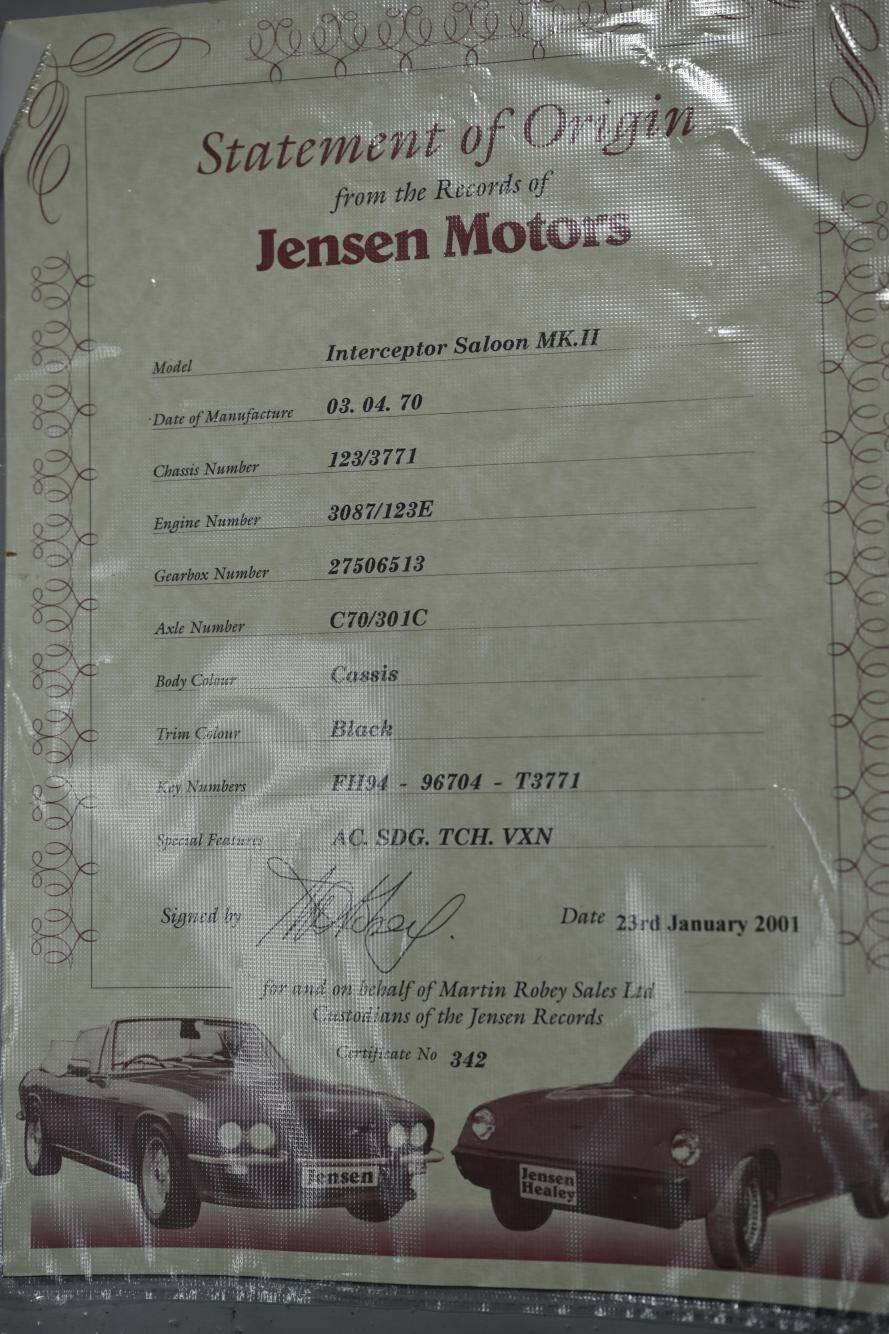 Statement of Origin
from the Records of
Jensen Motors
Model Interceptor Saloon MK.II
Date of Manufacture 03. 04. 70
Chassis Number 123/3771
Engine Number 3087/123E
Gearbox Number 27506513
Axle Number C70/301C
Body Colour Cassis
Trim Colour Black
Key Numbers FH94 - 96704 - T3771
Special Features AC. SDG. TCH. VXN
Signed by Date 23rd January 2001
for and on behalf of Martin Robey Sales Ltd
Custodians of the Jensen Records
Certificate No 342
Jensen
Jensen
Healey